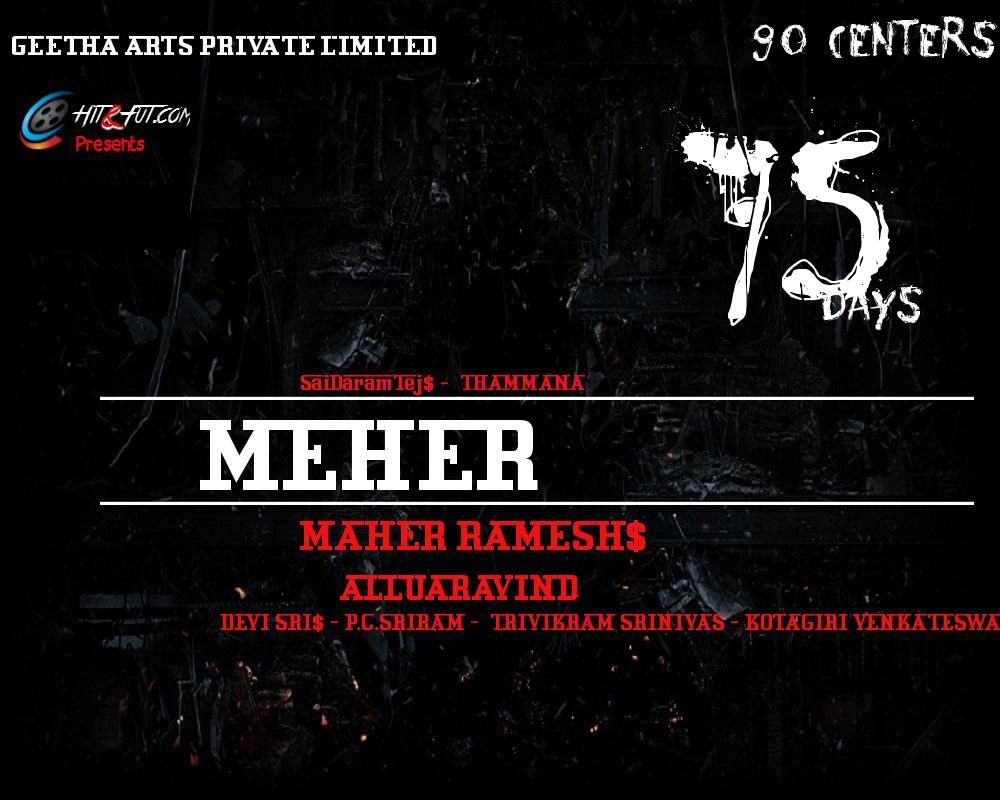 GEETHA ARTS PRIVATE LIMITED
90 CENTERS
HIT&FUT.COM
Presents
75
DAYS
SaiDaramTej$ - THAMMANA
MEHER
MAHER RAMESH$
ALLUARAVIND
DEVI SRI$ - P.C.SRIRAM - TRIVIKRAM SRINIVAS - KOTAGIRI VENKATESWA